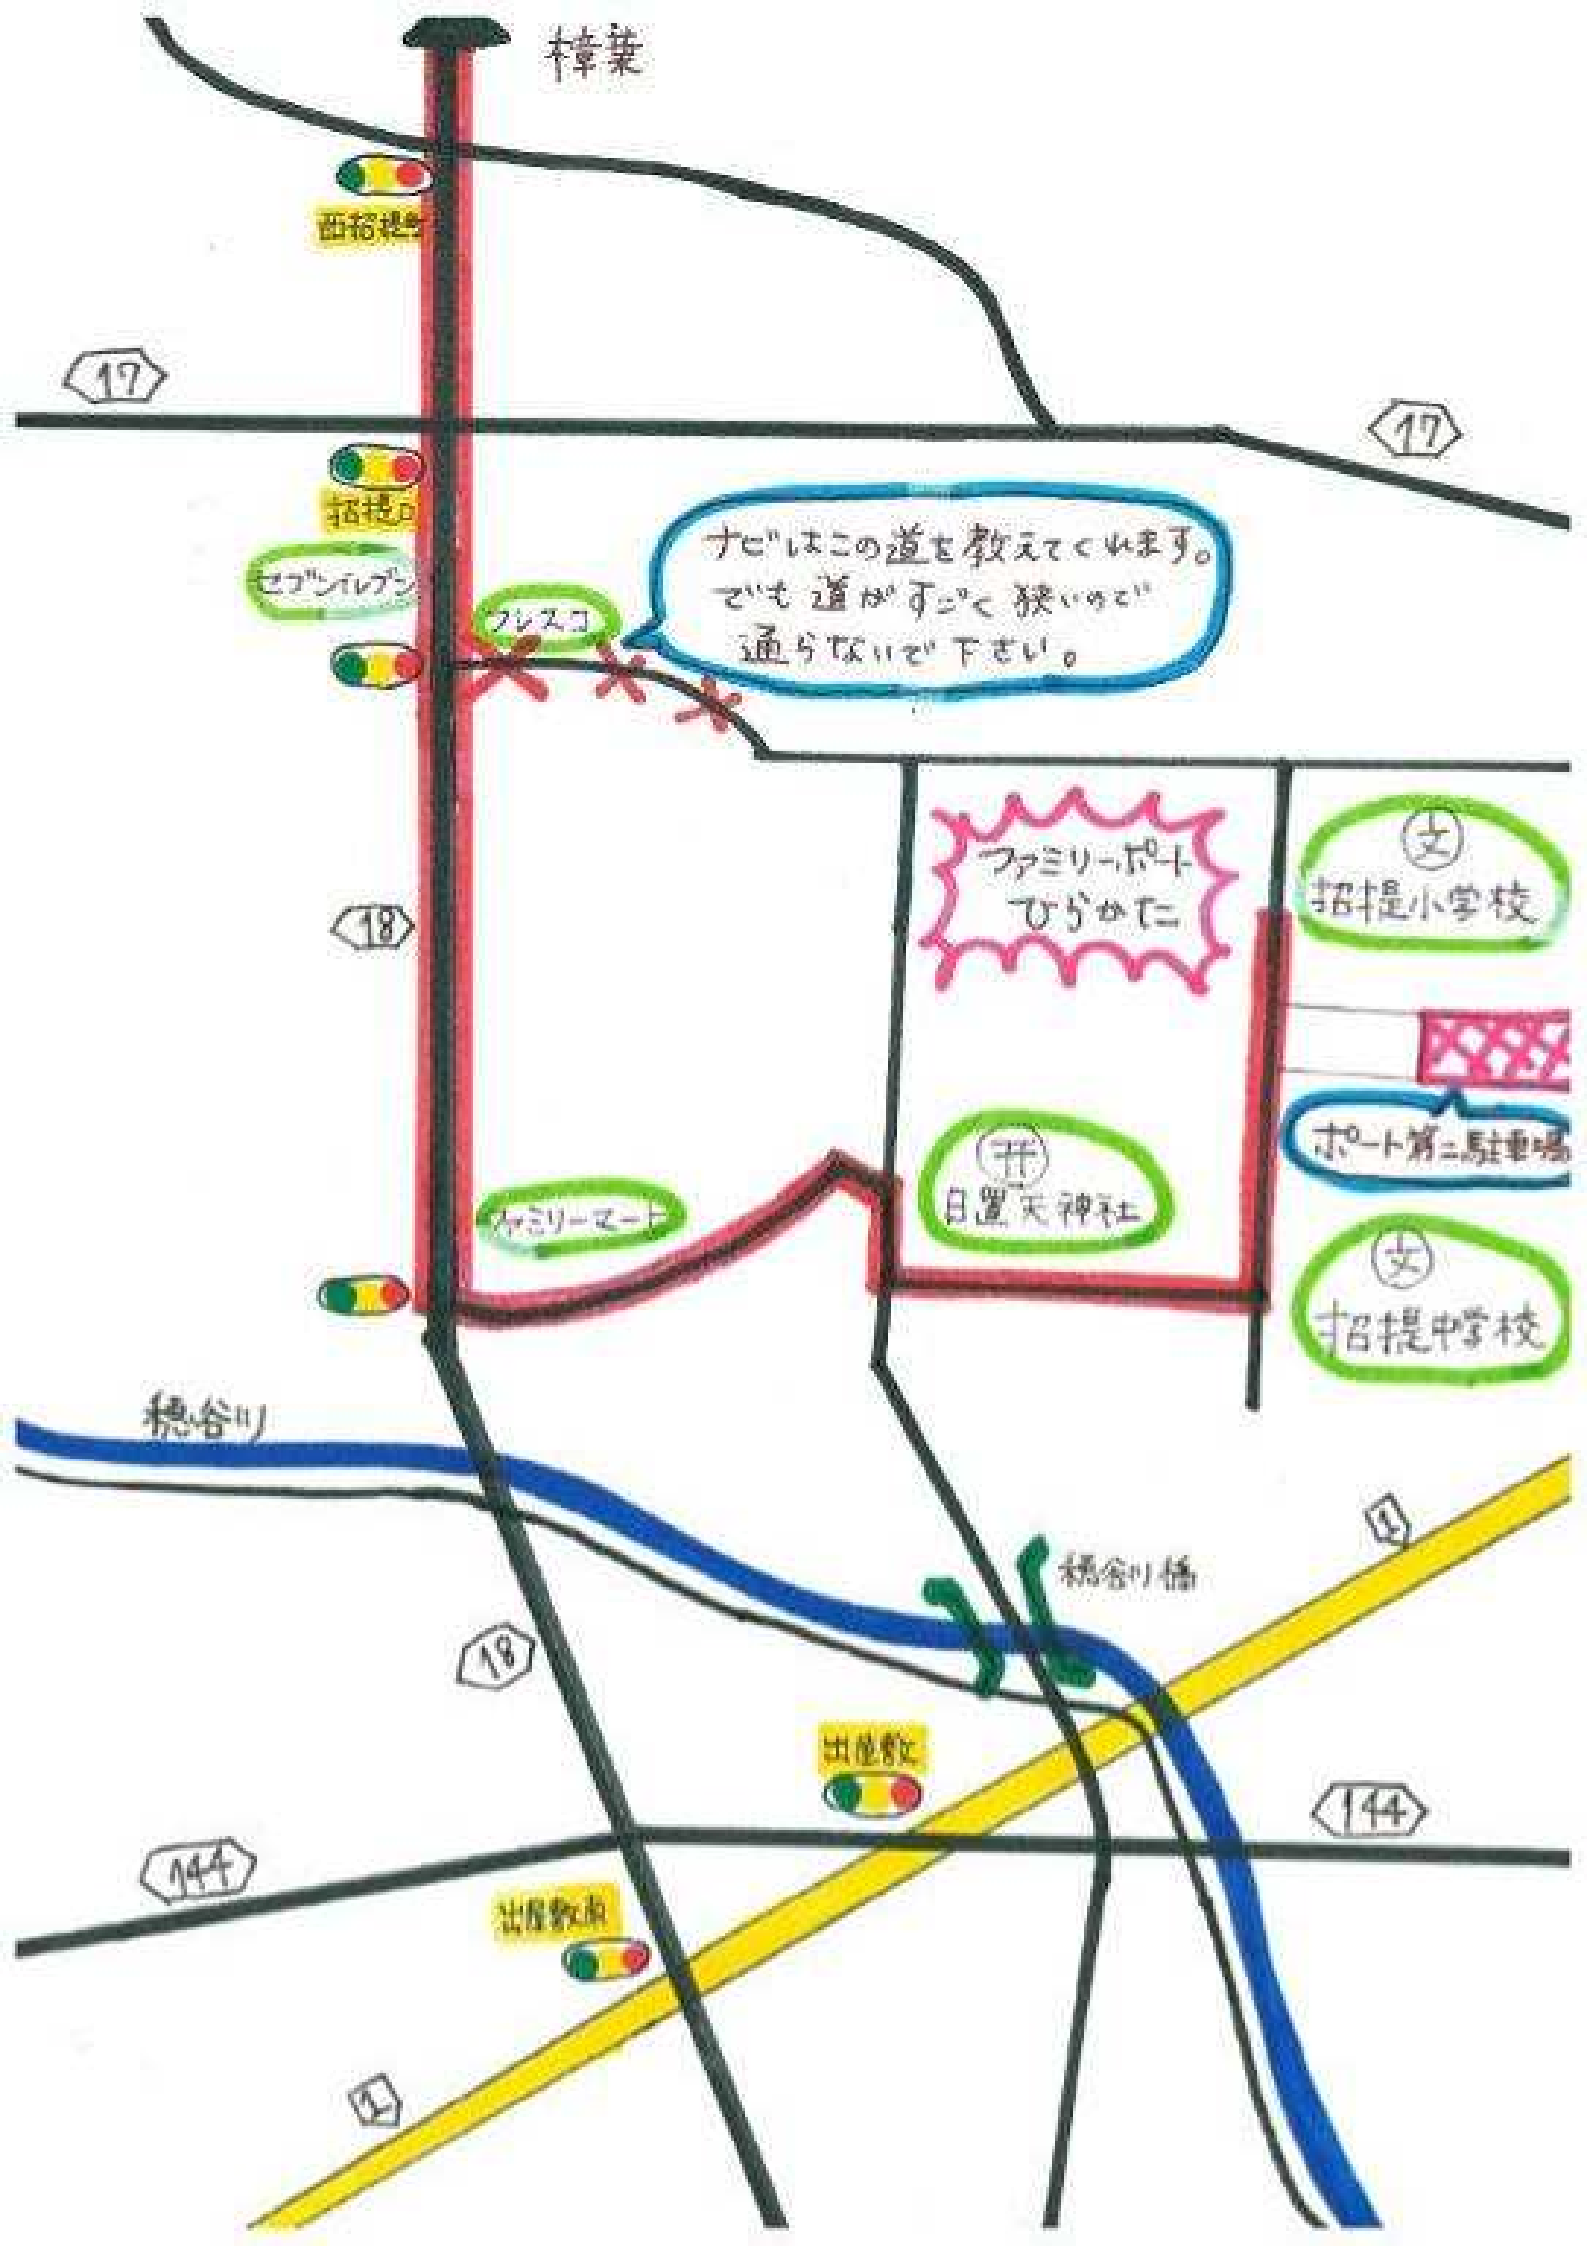 樟葉
西招提町
17
17
招提口
セブンイレブン
フレスコ
ナビはこの道を教えてくれます。
でも道がすごく狭いので
通らないで下さい。
文
招提小学校
ファミリーポート
ひらかた
18
ポート第二駐車場
日置天神社
ファミリーマート
文
招提中学校
穂谷川
1
穂谷川橋
18
出屋敷
144
144
出屋敷南
1